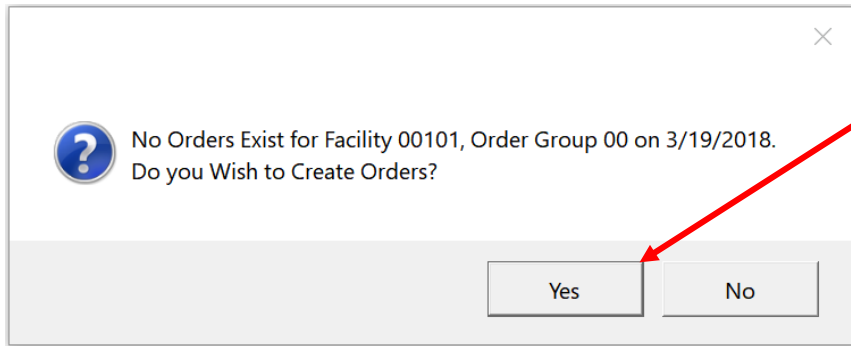 No Orders Exist for Facility 00101, Order Group 00 on 3/19/2018.
Do you Wish to Create Orders?
Yes
No